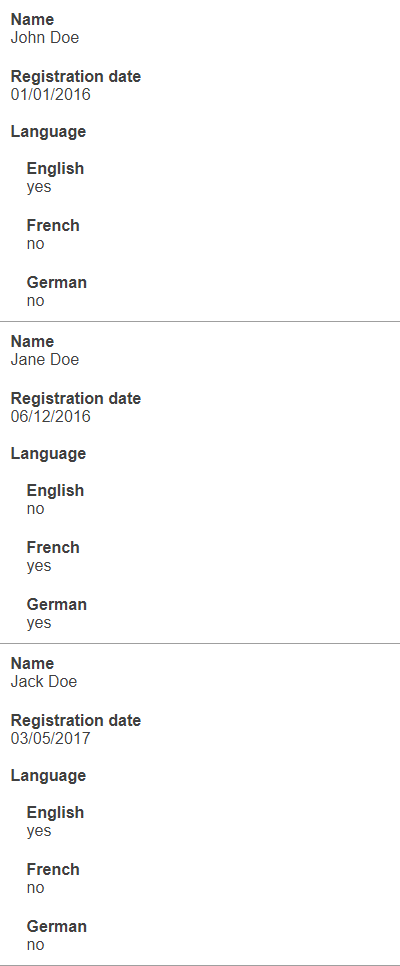 Name
John Doe
Registration date
01/01/2016
Language
English
yes
French
no
German
no
Name
Jane Doe
Registration date
06/12/2016
Language
English
no
French
yes
German
yes
Name
Jack Doe
Registration date
03/05/2017
Language
English
yes
French
no
German
no